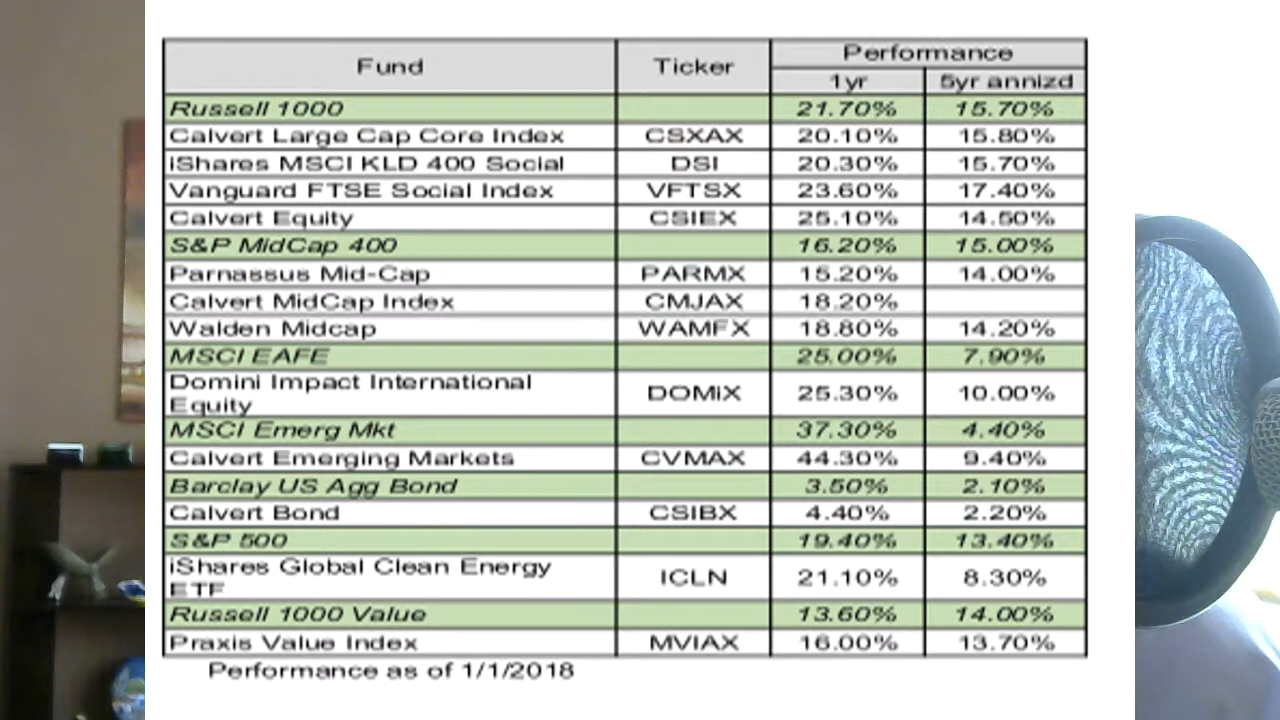 Fund Ticker Performance
1yr 5yr annlzd
Russell 1000 21.70% 15.70%
Calvert Large Cap Core Index CSXAX 20.10% 15.80%
iShares MSCI KLD 400 Social DSI 20.30% 15.70%
Vanguard FTSE Social Index VFTSX 23.60% 17.40%
Calvert Equity CSIEX 25.10% 14.50%
S&P MidCap 400 16.20% 15.00%
Parnassus Mid-Cap PARMX 15.20% 14.00%
Calvert MidCap Index CMJAX 18.20%
Walden Midcap WAMFX 18.80% 14.20%
MSCI EAFE 25.00% 7.90%
Domini Impact International
Equity DOMIX 25.30% 10.00%
MSCI Emerg Mkt 37.30% 4.40%
Calvert Emerging Markets CVMAX 44.30% 9.40%
Barclay US Agg Bond 3.50% 2.10%
Calvert Bond CSIBX 4.40% 2.20%
S&P 500 19.40% 13.40%
iShares Global Clean Energy
ETF ICLN 21.10% 8.30%
Russell 1000 Value 13.60% 14.00%
Praxis Value Index MVIAX 16.00% 13.70%
Performance as of 1/1/2018